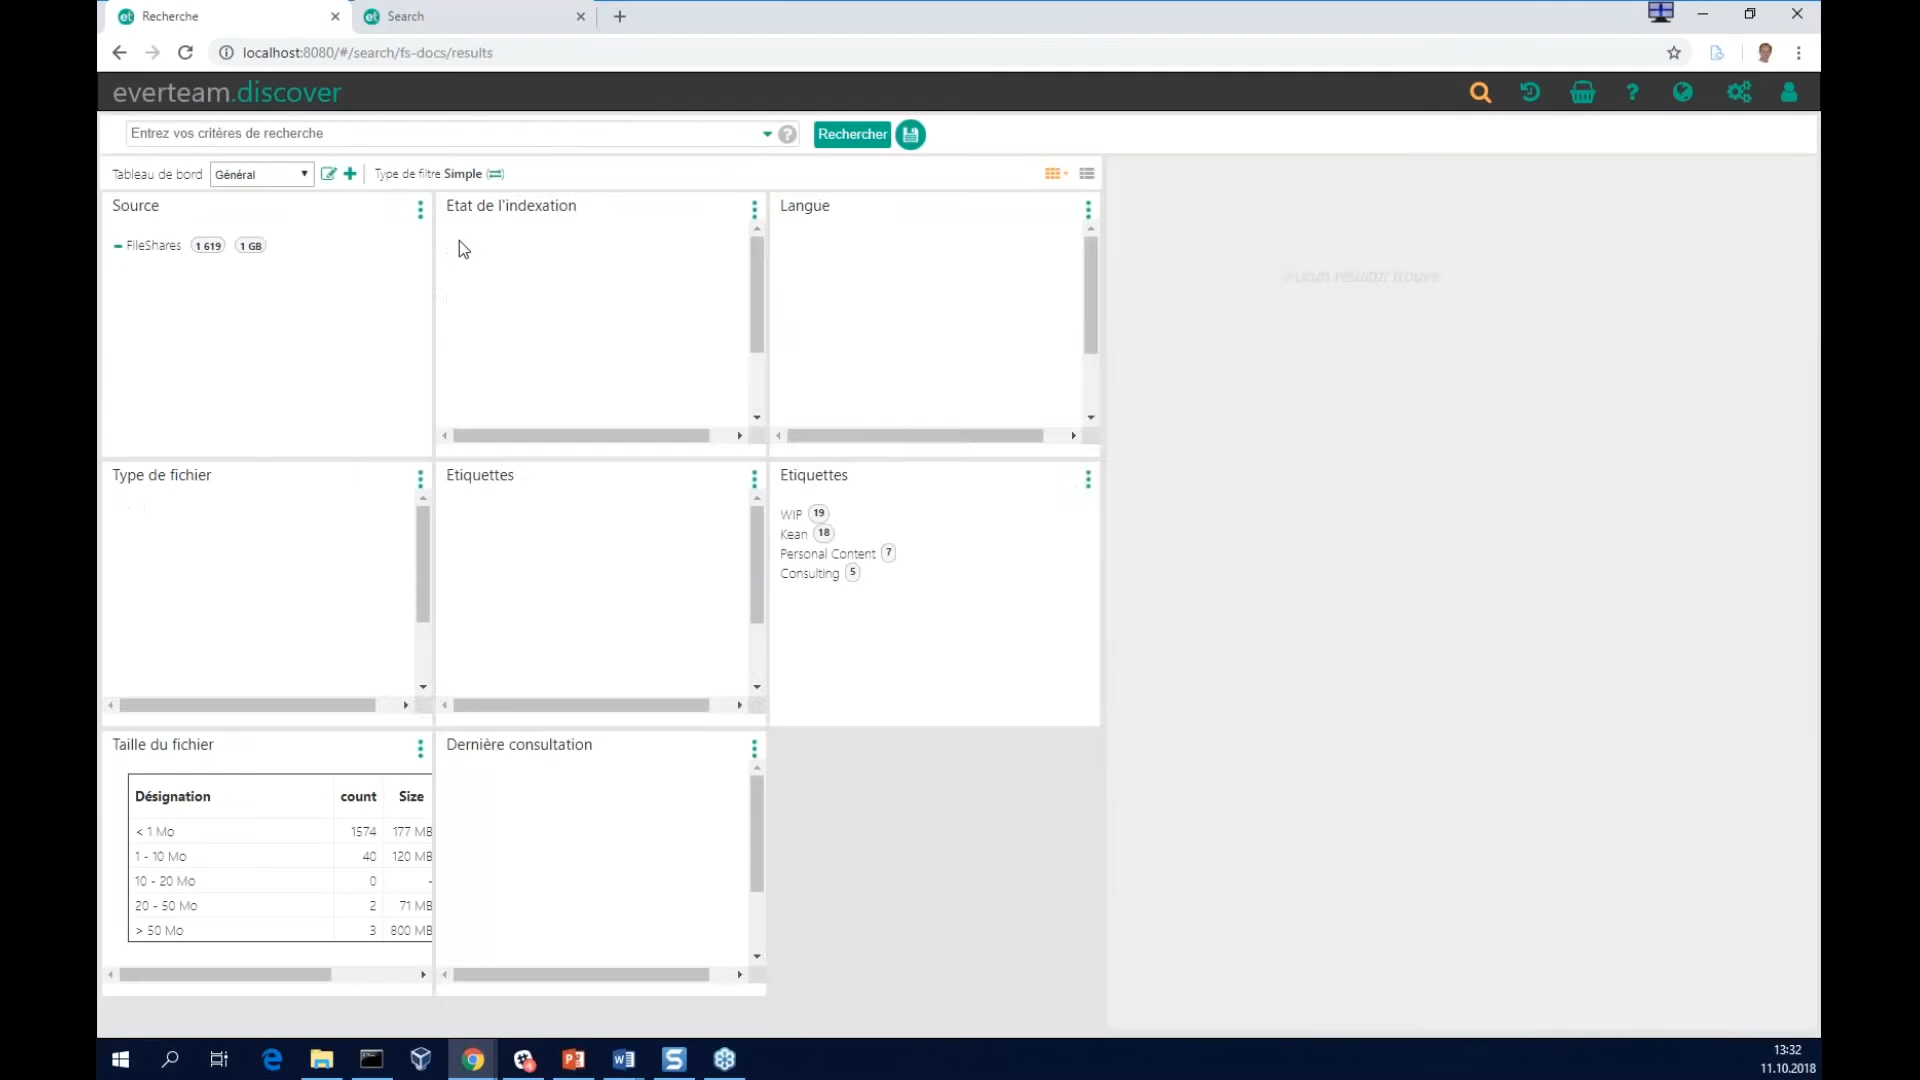 Recherche
Search
localhost:8080/#/search/fs-docs/results
everteam.discover
Entrez vos critères de recherche
Rechercher
Tableau de bord Général Type de filtre Simple
Source
FileShares 1 619 1 GB
Etat de l'indexation
Langue
Aucun résultat trouvé
Type de fichier
Etiquettes
Etiquettes
WIP 19
Kean 18
Personal Content 7
Consulting 5
Taille du fichier
Désignation count Size
< 1 Mo 1574 177 MB
1 - 10 Mo 40 120 MB
10 - 20 Mo 0 -
20 - 50 Mo 2 71 MB
> 50 Mo 3 800 MB
Dernière consultation
13:32
11.10.2018